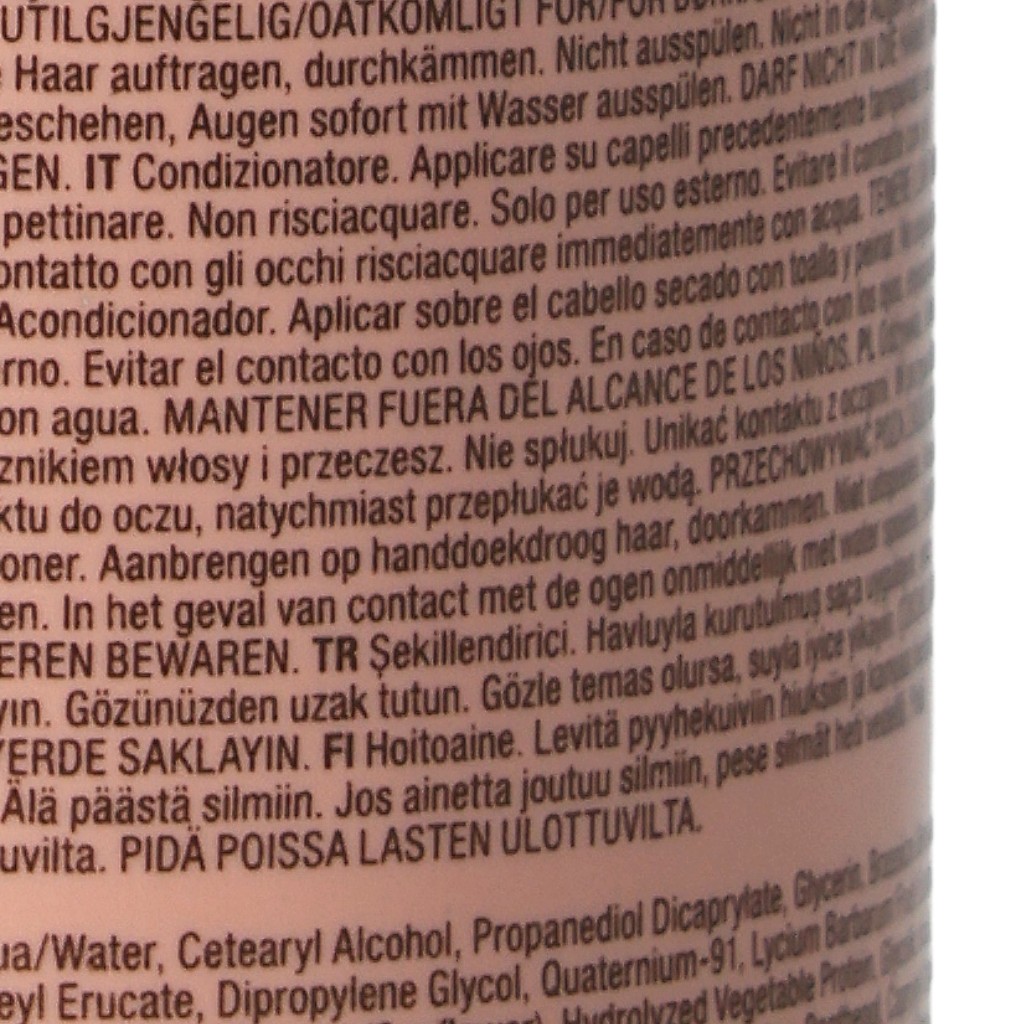 UTILGJENGELIG/OÅTKOMLIGT FÖR/FOR
Haar auftragen, durchkämmen. Nicht ausspülen. Nicht in die
eschehen, Augen sofort mit Wasser ausspülen. DARF NICHT IN DIE
GEN. IT Condizionatore. Applicare su capelli precedentemente
pettinare. Non risciacquare. Solo per uso esterno. Evitare il contatto
ontatto con gli occhi risciacquare immediatamente con acqua.
Acondicionador. Aplicar sobre el cabello secado con toalla y
rno. Evitar el contacto con los ojos. En caso de contacto con los
on agua. MANTENER FUERA DEL ALCANCE DE LOS NIÑOS. PL
znikiem włosy i przeczesz. Nie spłukuj. Unikać kontaktu z oczami.
ktu do oczu, natychmiast przepłukać je wodą. PRZECHOWYWAĆ
oner. Aanbrengen op handdoekdroog haar, doorkammen. Niet
en. In het geval van contact met de ogen onmiddellijk met water
EREN BEWAREN. TR Şekillendirici. Havluyla kurutulmuş saça
yın. Gözünüzden uzak tutun. Gözle temas olursa, suyla iyice
YERDE SAKLAYIN. FI Hoitoaine. Levitä pyyhekuiviin hiuksiin ja
Älä päästä silmiin. Jos ainetta joutuu silmiin, pese silmät heti
uvilta. PIDÄ POISSA LASTEN ULOTTUVILTA.
ua/Water, Cetearyl Alcohol, Propanediol Dicaprylate, Glycerin,
eyl Erucate, Dipropylene Glycol, Quaternium-91, Lycium Barbarum
Hydrolyzed Vegetable Protein,